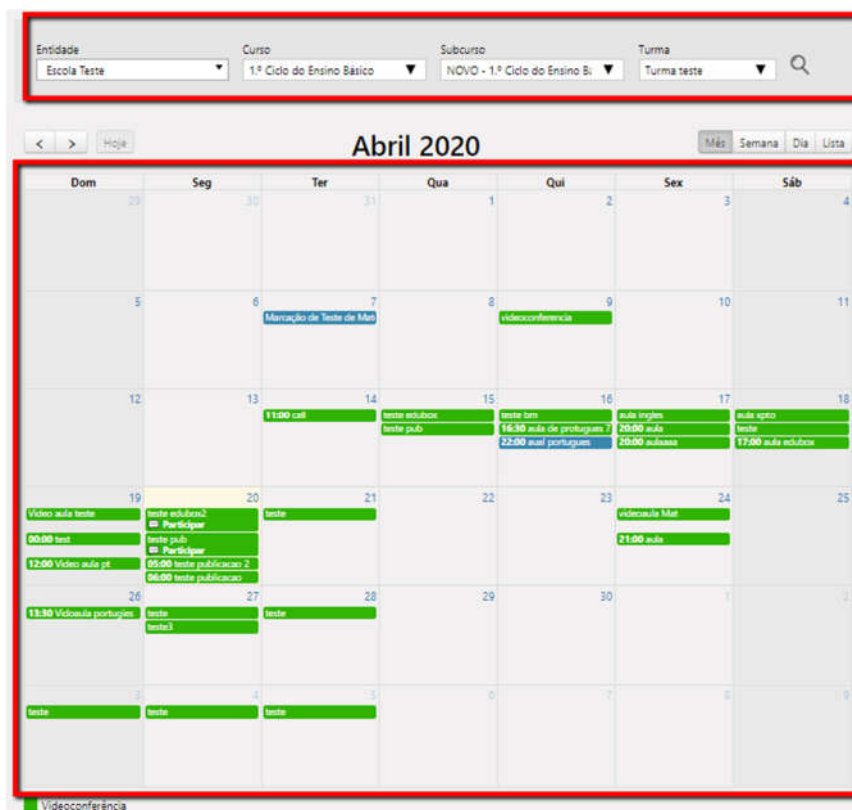 Entidade Curso Subcurso Turma
Escola Teste 1.º Ciclo do Ensino Básico NOVO - 1.º Ciclo do Ensino Bá Turma teste
< > Hoje Abril 2020 Mês Semana Dia Lista
Dom Seg Ter Qua Qui Sex Sáb
29 30 31 1 2 3 4
5 6 7 8 9 10 11
Marcação de Teste de Mat videoconferencia
12 13 14 15 16 17 18
11:00 call teste edubox teste bm aula ingles aula xpto
teste pub 16:30 aula de protugues 7 20:00 aula teste
22:00 aual portugues 20:00 aulaasa 17:00 aula edubox
19 20 21 22 23 24 25
Video aula teste teste edubox2 teste videoaula Mat
Participar
00:00 test teste pub 21:00 aula
Participar
12:00 Video aula pt 05:00 teste publicacao 2
06:00 teste publicacao
26 27 28 29 30 1 2
13:30 Vidoaula portugies teste teste
teste3
3 4 5 6 7 8 9
teste teste teste
Videoconferência